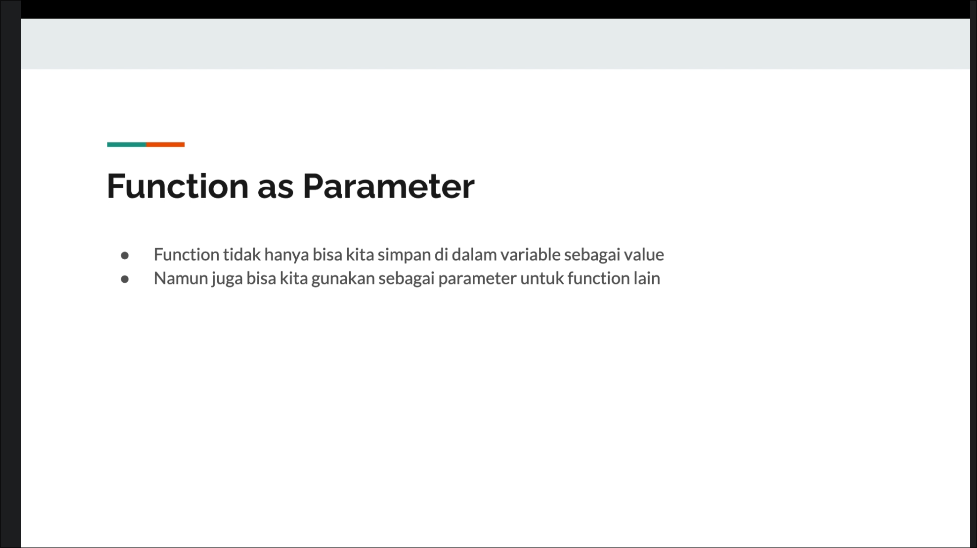 Function as Parameter
● Function tidak hanya bisa kita simpan di dalam variable sebagai value
● Namun juga bisa kita gunakan sebagai parameter untuk function lain